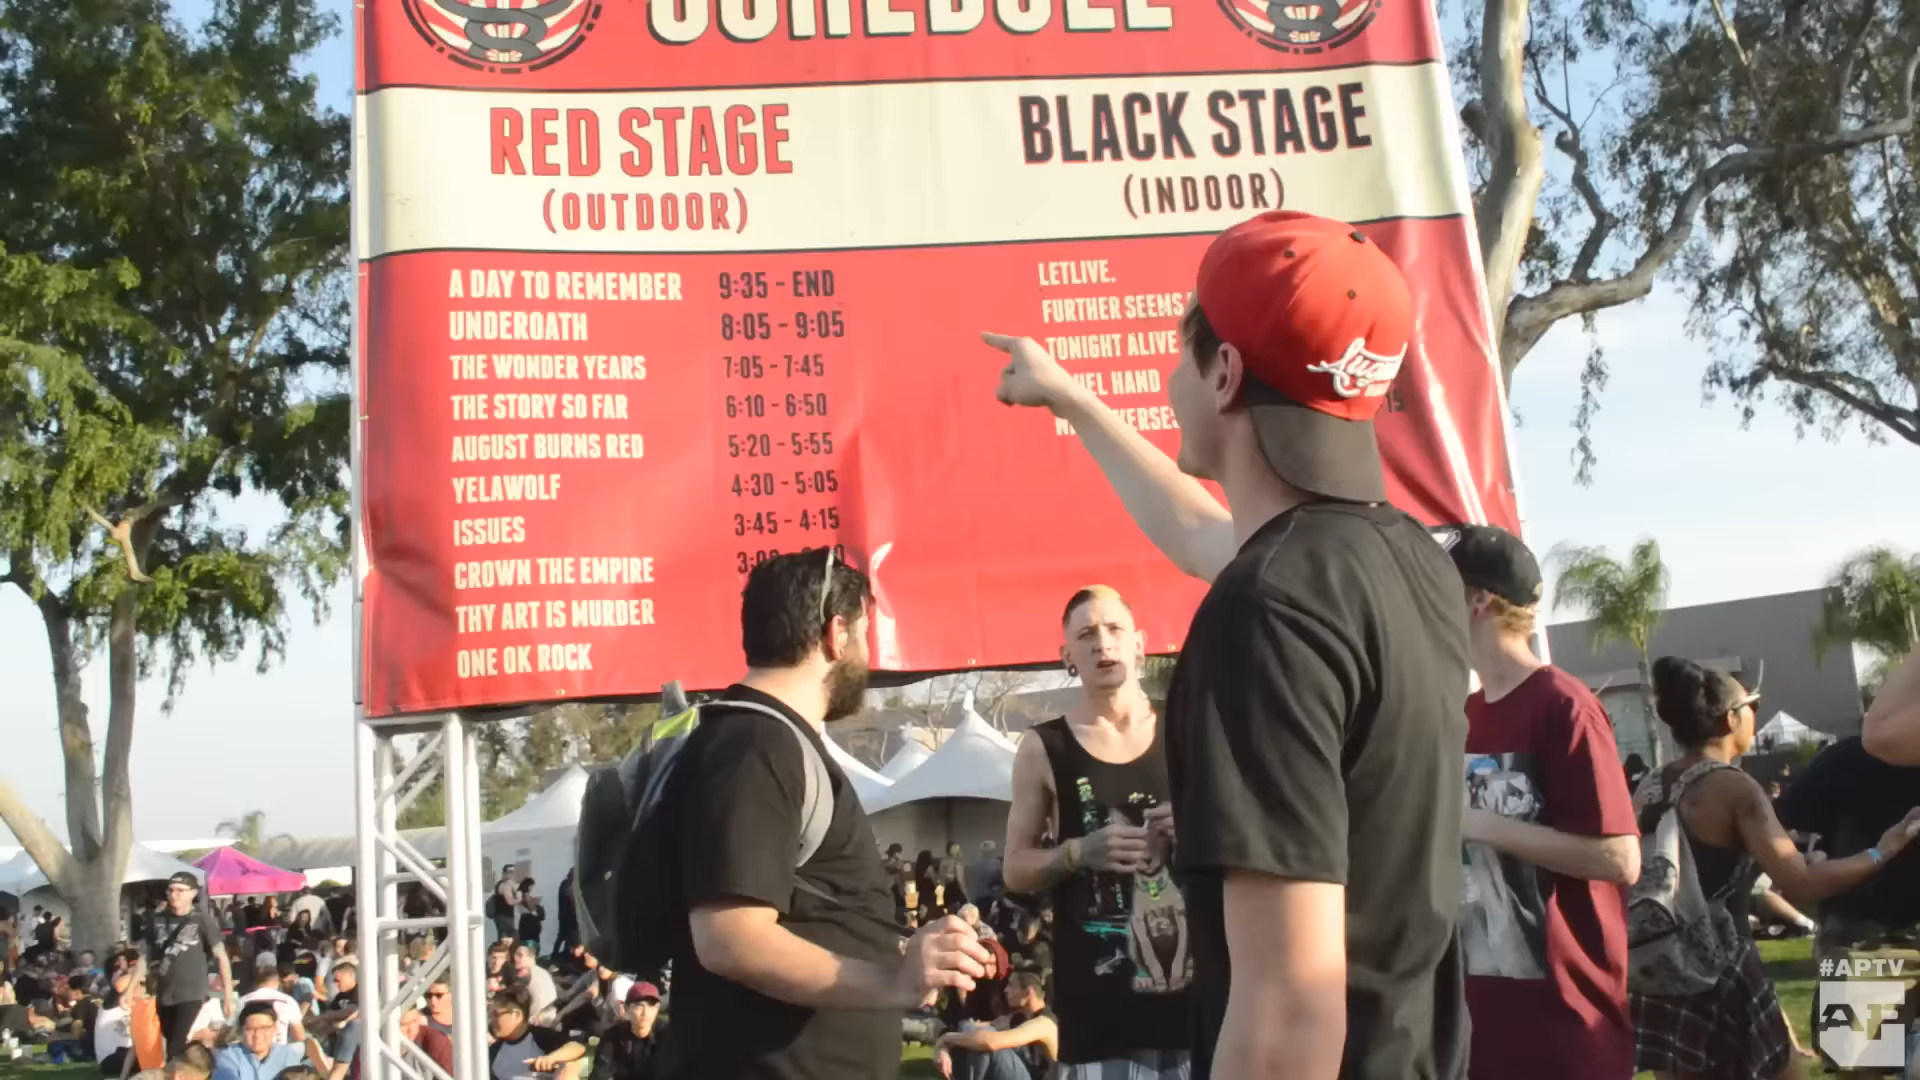 SCHEDULE
RED STAGE
(OUTDOOR)
BLACK STAGE
(INDOOR)
A DAY TO REMEMBER 9:35 - END
UNDEROATH 8:05 - 9:05
THE WONDER YEARS 7:05 - 7:45
THE STORY SO FAR 6:10 - 6:50
AUGUST BURNS RED 5:20 - 5:55
YELAWOLF 4:30 - 5:05
ISSUES 3:45 - 4:15
CROWN THE EMPIRE
THY ART IS MURDER
ONE OK ROCK
LETLIVE.
FURTHER SEEMS
TONIGHT ALIVE
HAND
#APTV
AP